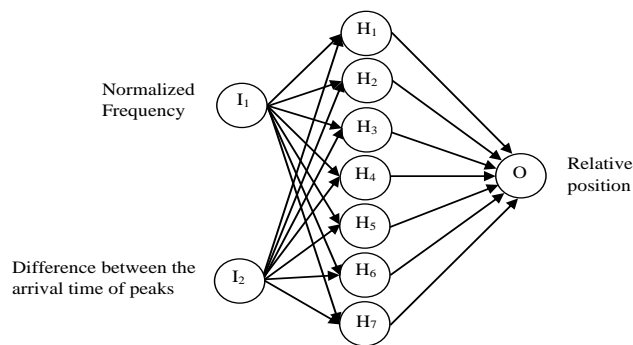 Normalized
Frequency
I₁
Difference between the
arrival time of peaks
I₂
H₁
H₂
H₃
H₄
H₅
H₆
H₇
O
Relative
position